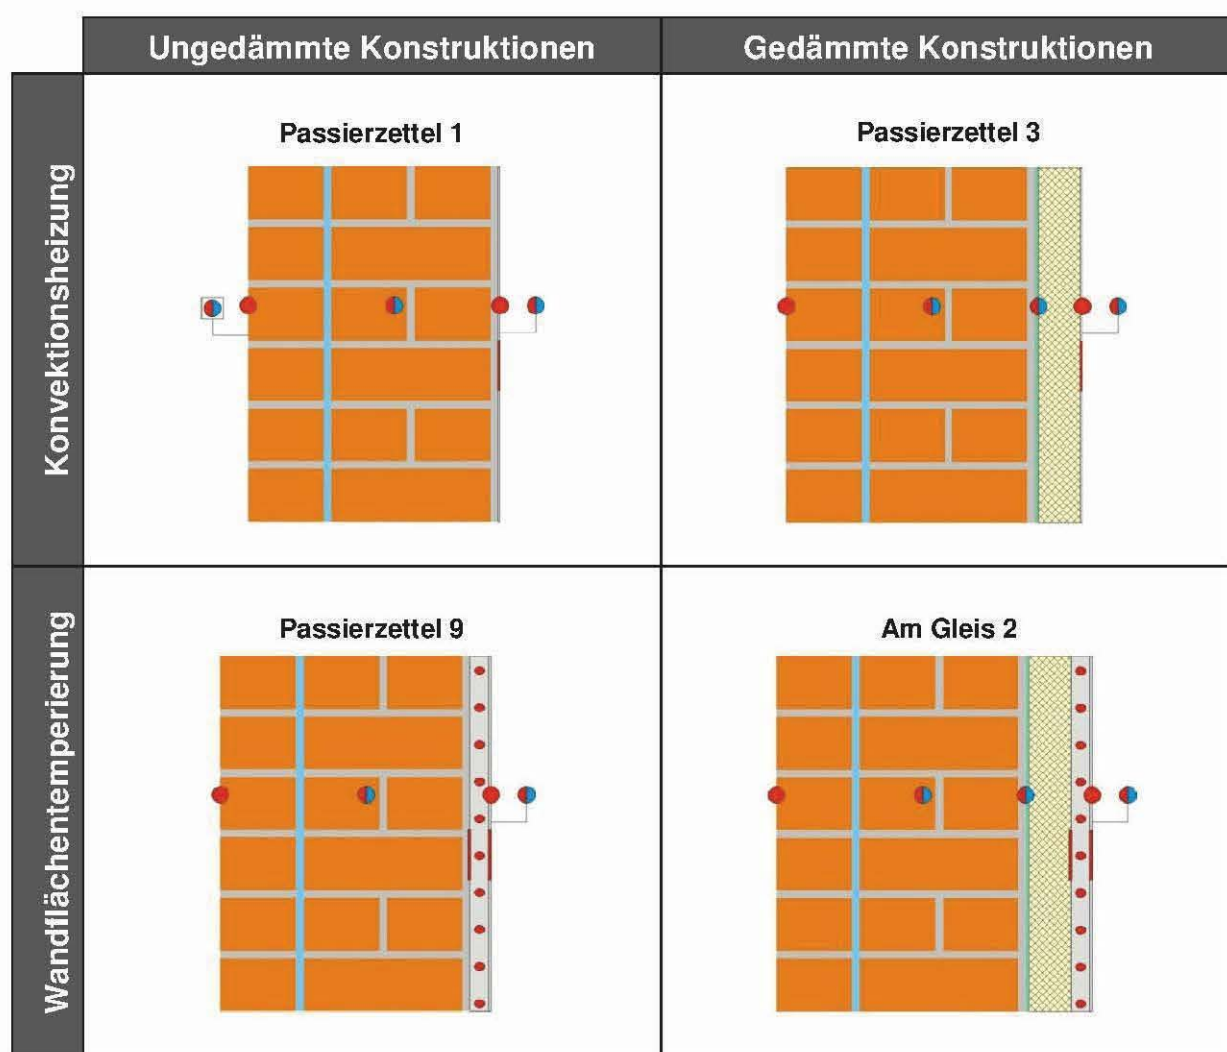 Ungedämmte Konstruktionen
Gedämmte Konstruktionen
Konvektionsheizung
Passierzettel 1
Passierzettel 3
Wandflächentemperierung
Passierzettel 9
Am Gleis 2